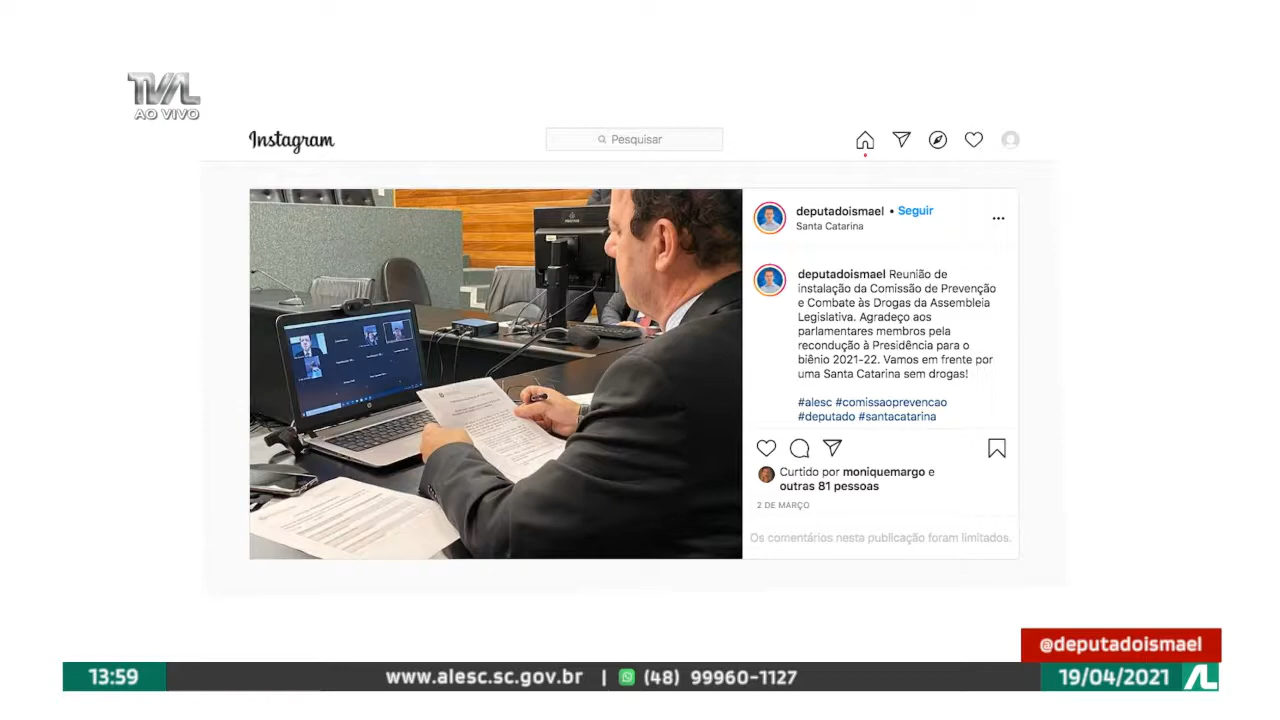 TVAL
AO VIVO
Instagram
Pesquisar
deputadoismael • Seguir
Santa Catarina
deputadoismael Reunião de
instalação da Comissão de Prevenção
e Combate às Drogas da Assembleia
Legislativa. Agradeço aos
parlamentares membros pela
recondução à Presidência para o
biênio 2021-22. Vamos em frente por
uma Santa Catarina sem drogas!
#alesc #comissaoprevencao
#deputado #santacatarina
Curtido por moniquemargo e
outras 81 pessoas
2 DE MARÇO
Os comentários nesta publicação foram limitados.
@deputadoismael
13:59
www.alesc.sc.gov.br | (48) 99960-1127
19/04/2021 AL